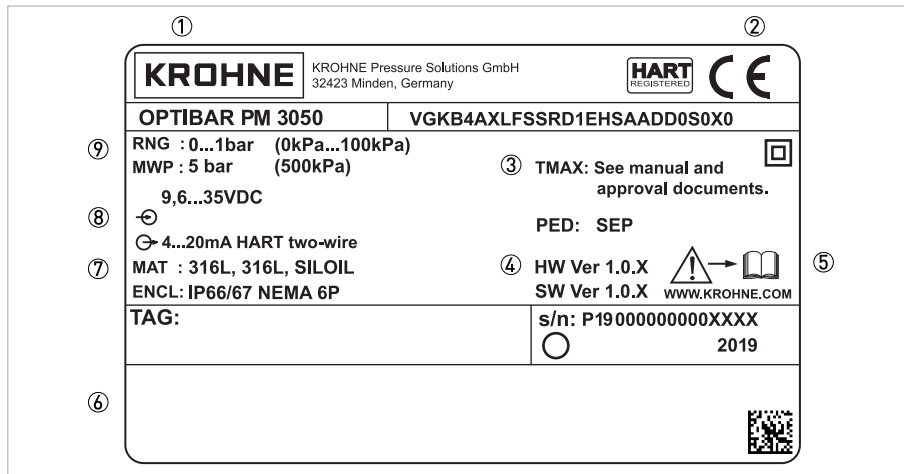 ① ②
KROHNE
KROHNE Pressure Solutions GmbH
32423 Minden, Germany
HART
REGISTERED
CE
OPTIBAR PM 3050 VGKB4AXLFSSRD1EHSAADD0S0X0
⑨ RNG : 0...1bar (0kPa...100kPa)
MWP : 5 bar (500kPa)
③ TMAX: See manual and
approval documents.
⑧ 9,6...35VDC
4...20mA HART two-wire
PED: SEP
⑦ MAT : 316L, 316L, SILOIL
ENCL: IP66/67 NEMA 6P
④ HW Ver 1.0.X
SW Ver 1.0.X
⑤ WWW.KROHNE.COM
TAG:
s/n: P19000000000XXXX
2019
⑥